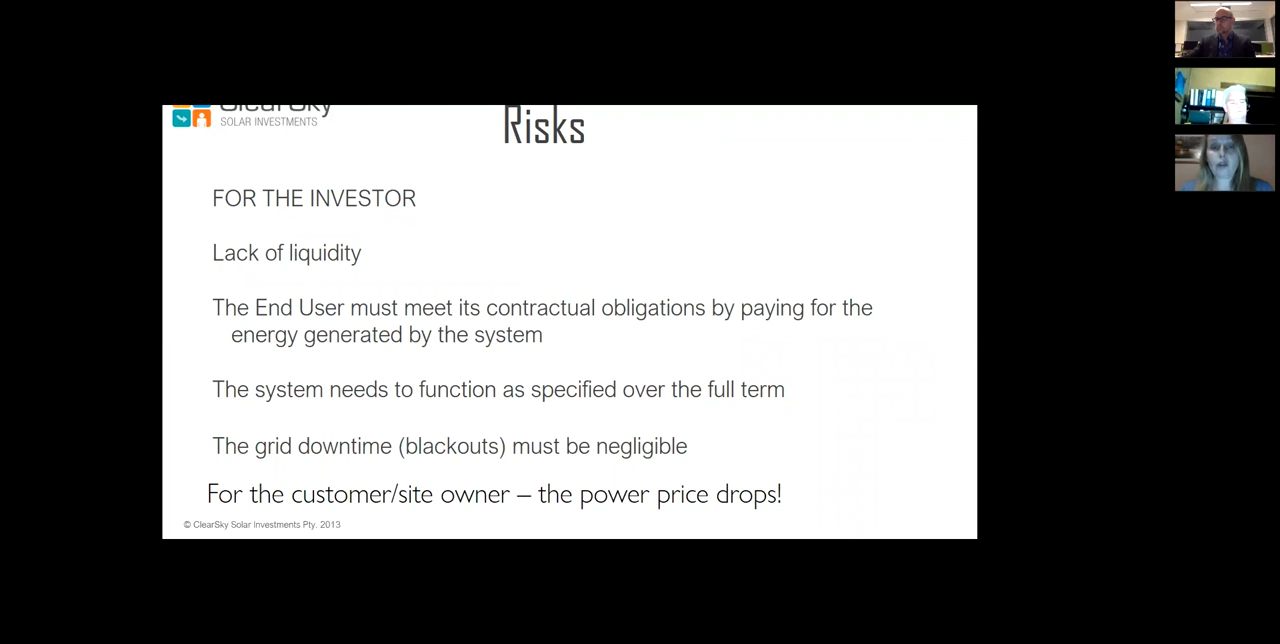 ClearSky
SOLAR INVESTMENTS
Risks
FOR THE INVESTOR
Lack of liquidity
The End User must meet its contractual obligations by paying for the
energy generated by the system
The system needs to function as specified over the full term
The grid downtime (blackouts) must be negligible
For the customer/site owner – the power price drops!
© ClearSky Solar Investments Pty. 2013